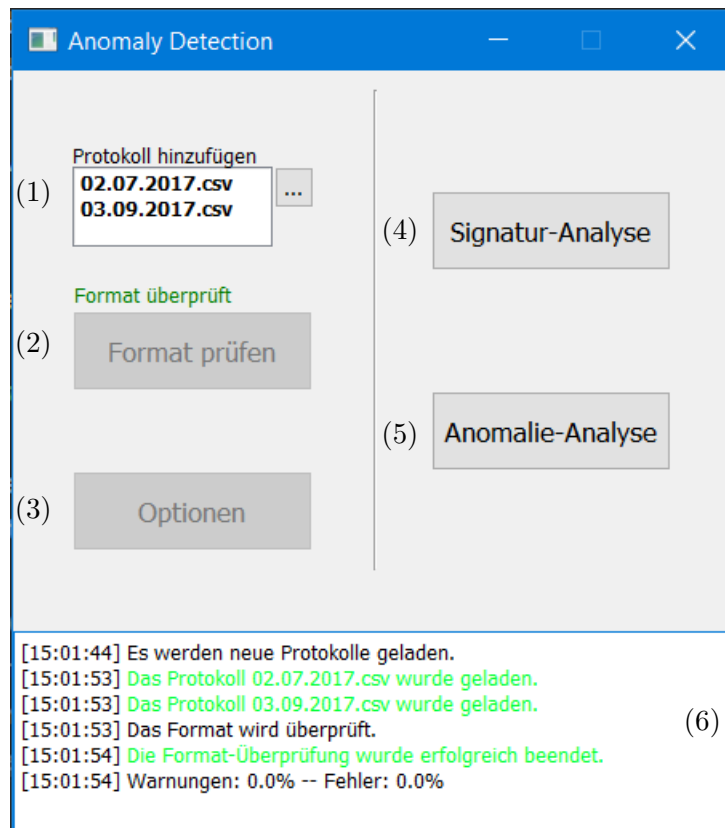 Anomaly Detection
Protokoll hinzufügen
(1)
02.07.2017.csv
...
03.09.2017.csv
Format überprüft
(2)
Format prüfen
(3)
Optionen
(4)
Signatur-Analyse
(5)
Anomalie-Analyse
[15:01:44] Es werden neue Protokolle geladen.
[15:01:53] Das Protokoll 02.07.2017.csv wurde geladen.
[15:01:53] Das Protokoll 03.09.2017.csv wurde geladen.
[15:01:53] Das Format wird überprüft.
[15:01:54] Die Format-Überprüfung wurde erfolgreich beendet.
[15:01:54] Warnungen: 0.0% -- Fehler: 0.0%
(6)